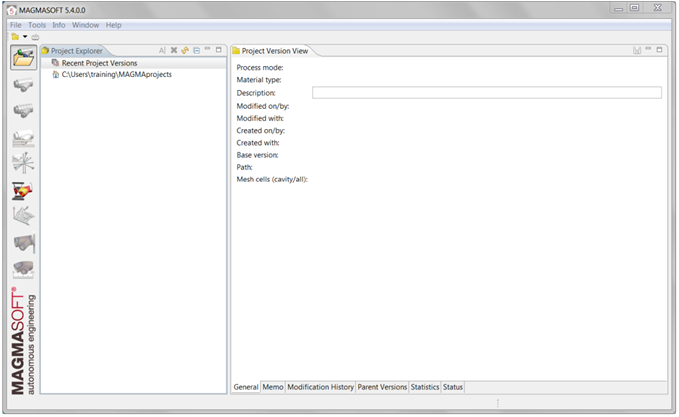 MAGMASOFT 5.4.0.0
File Tools Info Window Help
Project Explorer
Recent Project Versions
C:\Users\training\MAGMAprojects
Project Version View
Process mode:
Material type:
Description:
Modified on/by:
Modified with:
Created on/by:
Created with:
Base version:
Path:
Mesh cells (cavity/all):
General Memo Modification History Parent Versions Statistics Status
MAGMASOFT®
autonomous engineering